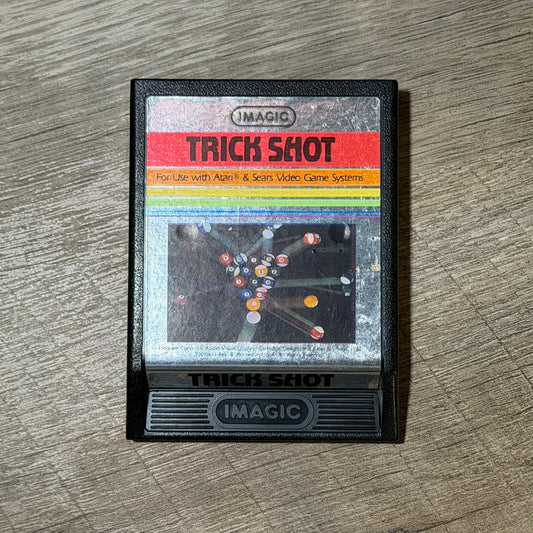 IMAGIC
TRICK SHOT
For Use with Atari® & Sears Video Game Systems
TRICK SHOT
IMAGIC